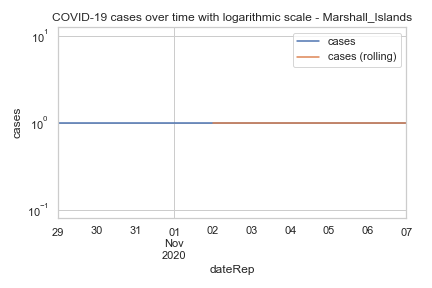 COVID-19 cases over time with logarithmic scale - Marshall_Islands
cases
cases (rolling)
10¹
10⁰
10⁻¹
cases
29 30 31 01 02 03 04 05 06 07
Nov
2020
dateRep